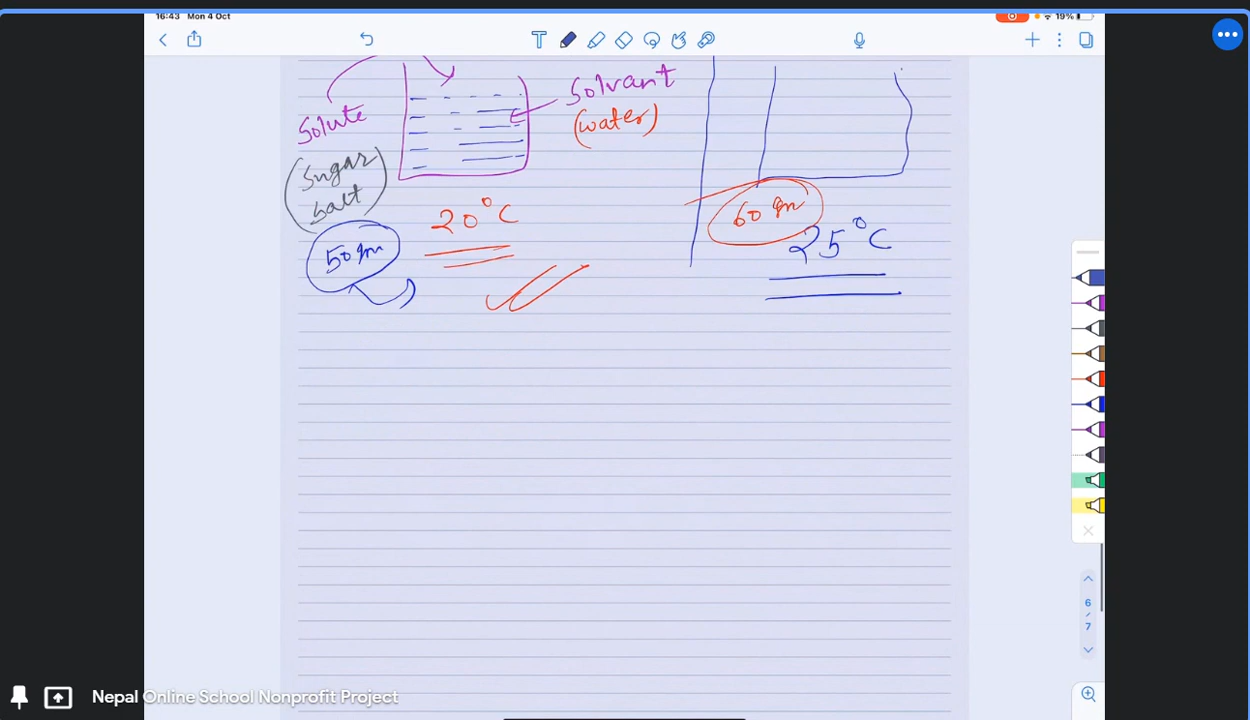 16:43 Mon 4 Oct
19%
T
Solvant
(water)
Solute
(Sugar
Salt)
20°C
50 gm
60 gm
25°C
6
/
7
Nepal Online School Nonprofit Project